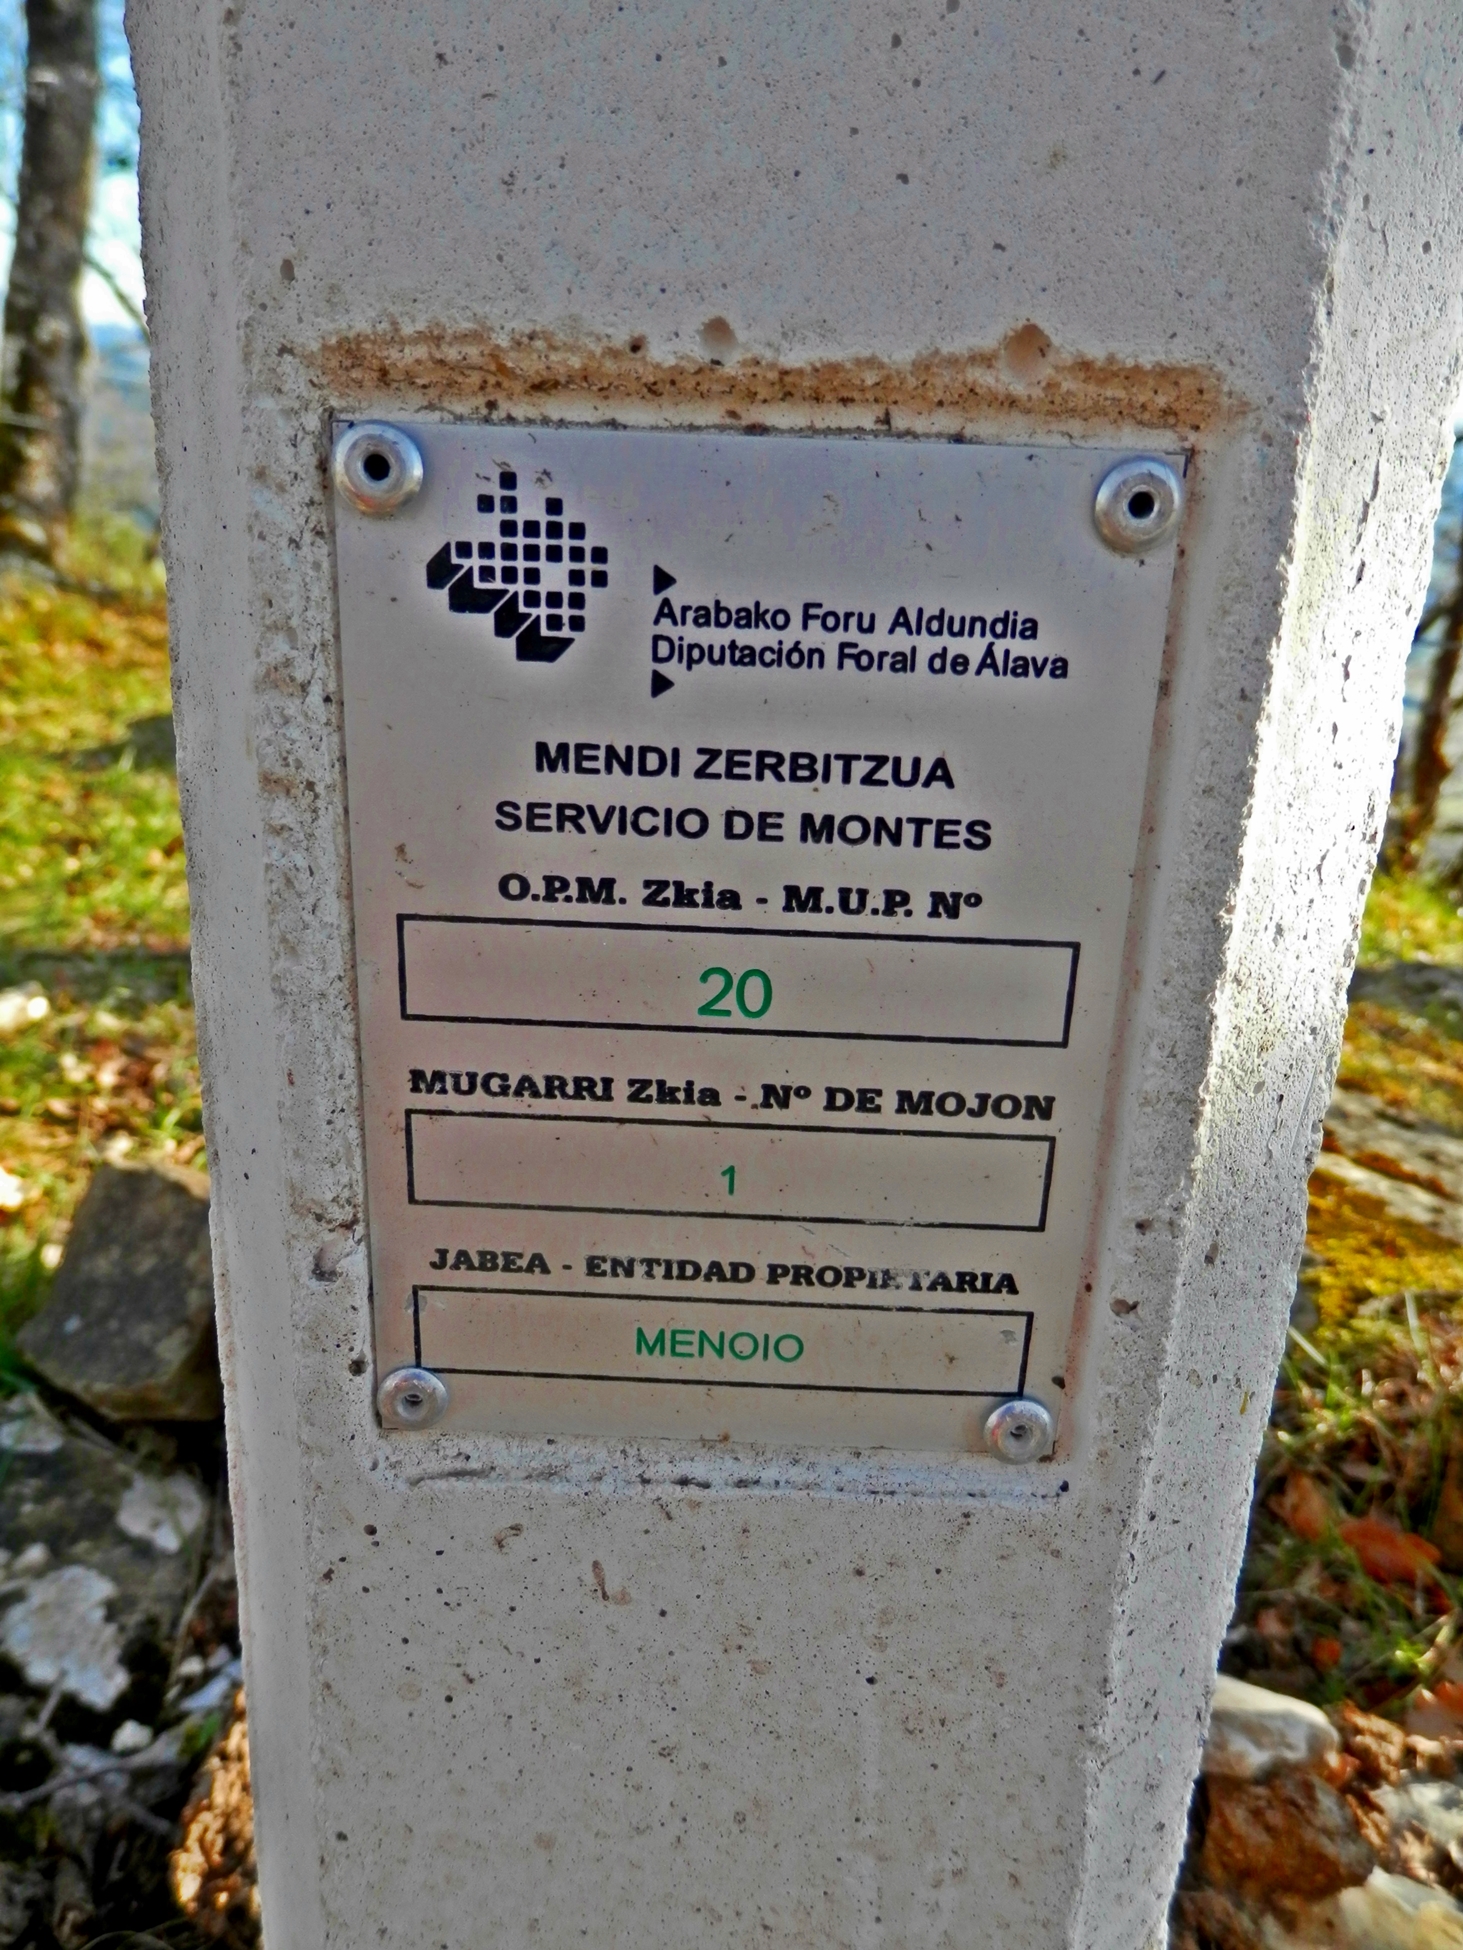 Arabako Foru Aldundia
Diputación Foral de Álava
MENDI ZERBITZUA
SERVICIO DE MONTES
O.P.M. Zkia - M.U.P. Nº
20
MUGARRI Zkia - Nº DE MOJON
1
JABEA - ENTIDAD PROPIETARIA
MENOIO